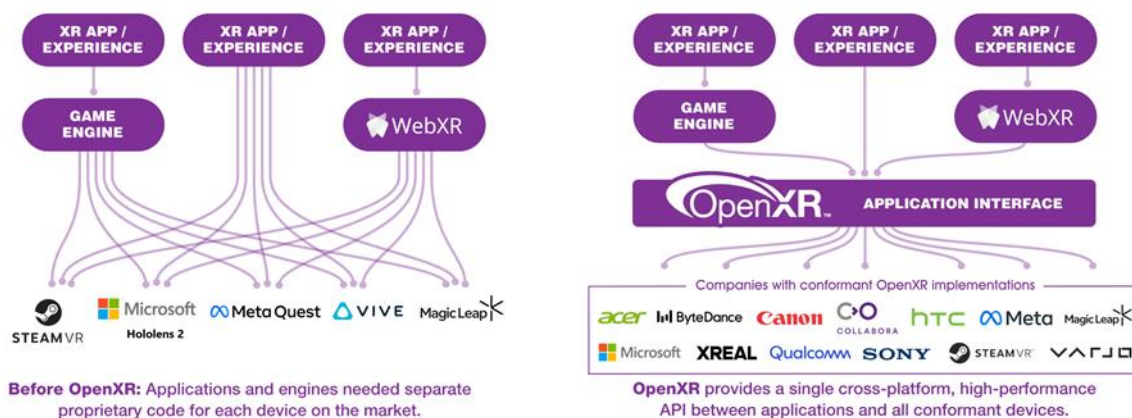 XR APP /
EXPERIENCE
XR APP /
EXPERIENCE
XR APP /
EXPERIENCE
GAME
ENGINE
WebXR
STEAMVR
Microsoft
Hololens 2
Meta Quest
VIVE
Magic Leap
Before OpenXR: Applications and engines needed separate
proprietary code for each device on the market.
XR APP /
EXPERIENCE
XR APP /
EXPERIENCE
XR APP /
EXPERIENCE
GAME
ENGINE
WebXR
OpenXR™ APPLICATION INTERFACE
Companies with conformant OpenXR implementations
acer ByteDance Canon COLLABORA hTC Meta Magic Leap
Microsoft XREAL Qualcomm SONY STEAMVR VARJO
OpenXR provides a single cross-platform, high-performance
API between applications and all conformant devices.